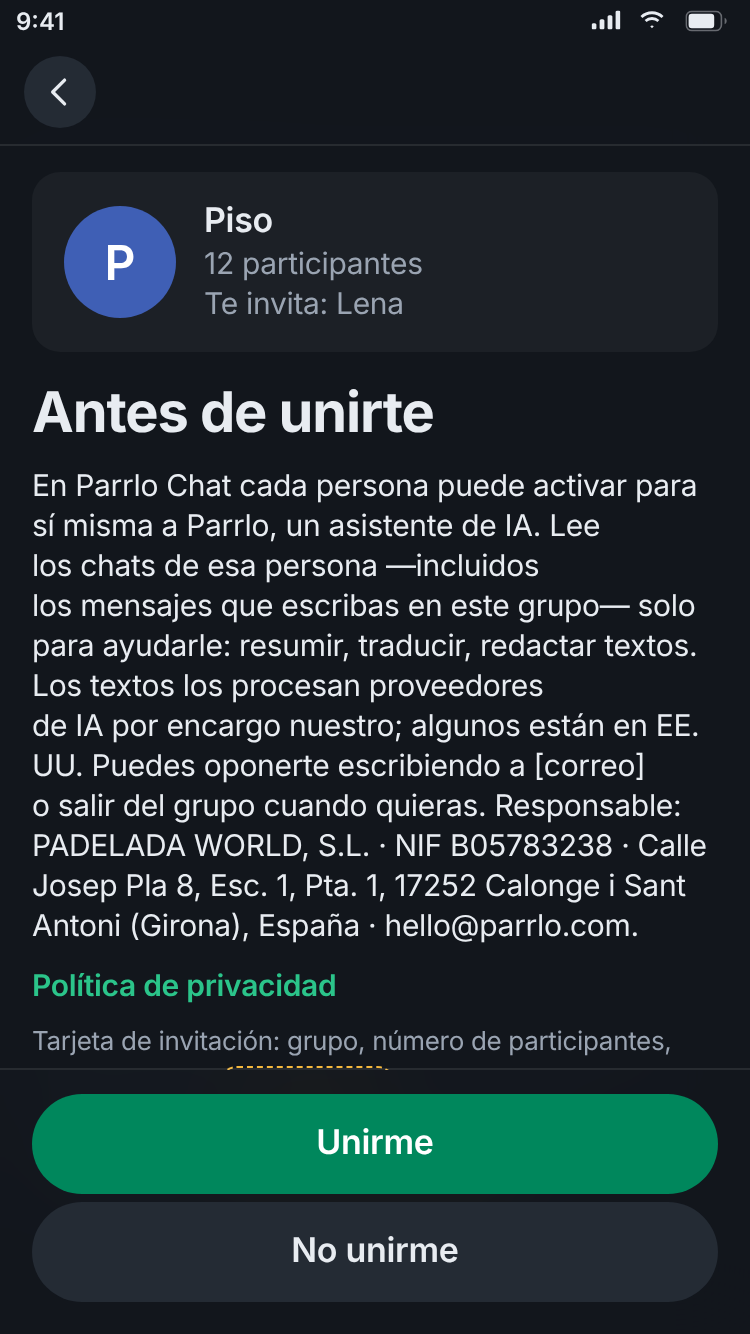 9:41
P
Piso
12 participantes
Te invita: Lena
Antes de unirte
En Parrlo Chat cada persona puede activar para
sí misma a Parrlo, un asistente de IA. Lee
los chats de esa persona —incluidos
los mensajes que escribas en este grupo— solo
para ayudarle: resumir, traducir, redactar textos.
Los textos los procesan proveedores
de IA por encargo nuestro; algunos están en EE.
UU. Puedes oponerte escribiendo a [correo]
o salir del grupo cuando quieras. Responsable:
PADELADA WORLD, S.L. · NIF B05783238 · Calle
Josep Pla 8, Esc. 1, Pta. 1, 17252 Calonge i Sant
Antoni (Girona), España · hello@parrlo.com.
Política de privacidad
Tarjeta de invitación: grupo, número de participantes,
Unirme
No unirme